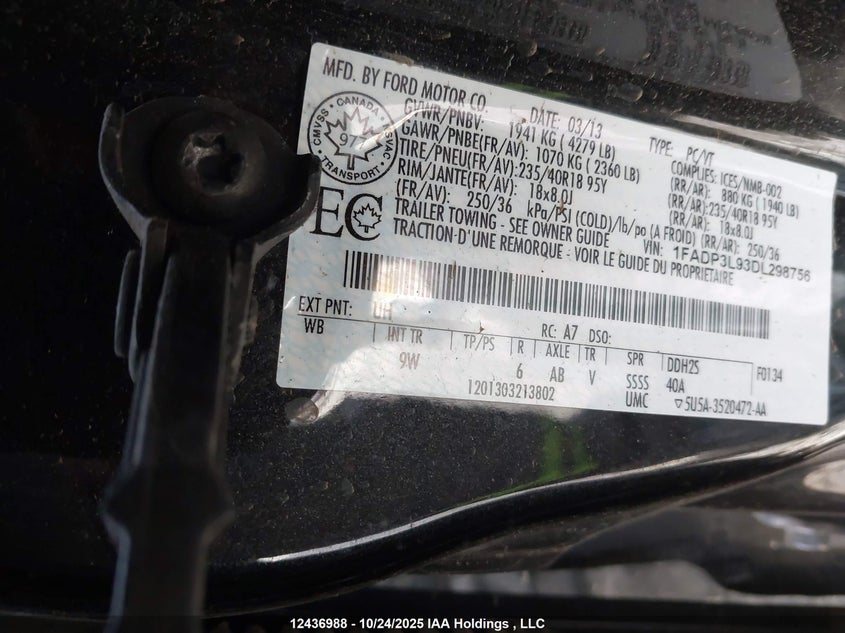 MFD. BY FORD MOTOR CO.
DATE: 03/13 TYPE: PC/VT
GVWR/PNBV: 1941 KG (4279 LB) COMPLIES: ICES/NMB-002
GAWR/PNBE(FR/AV): 1070 KG (2360 LB) (RR/AR): 880 KG (1940 LB)
TIRE/PNEU(FR/AV):235/40R18 95Y (RR/AR):235/40R18 95Y
RIM/JANTE(FR/AV): 18x8.0J (RR/AR): 18x8.0J
(FR/AV): 250/36 kPa/PSI (COLD)/lb/po (A FROID) (RR/AR): 250/36
TRAILER TOWING - SEE OWNER GUIDE VIN: 1FADP3L93DL298756
TRACTION-D'UNE REMORQUE - VOIR LE GUIDE DU PROPRIETAIRE
CMVSS • CANADA • NSVAC
97
TRANSPORT
EC
EXT PNT: UH RC: A7 DSO:
WB INT TR TP/PS R AXLE TR SPR DDH2S F0134
9W 6 AB V SSSS 40A
1201303213802 UMC ▽5U5A-3520472-AA
12436988 - 10/24/2025 IAA Holdings , LLC